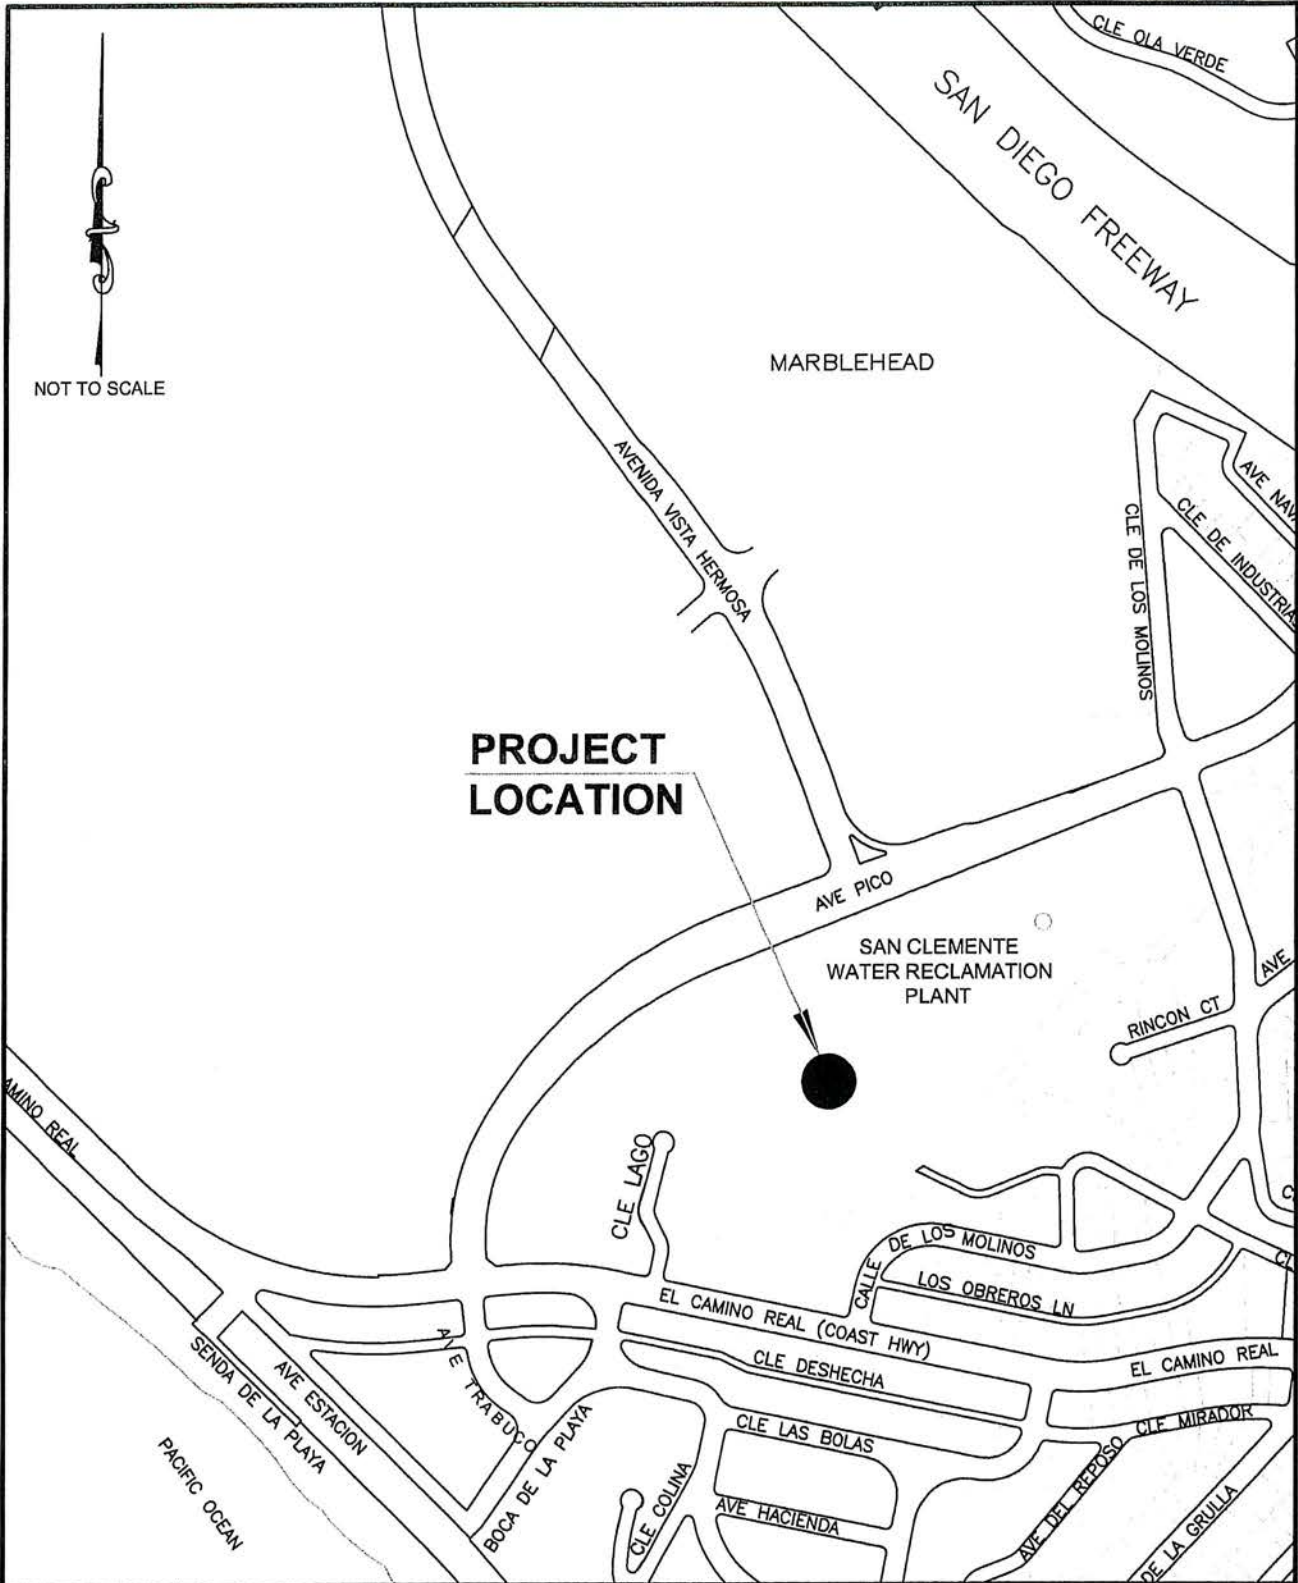 CLE OLA VERDE
SAN DIEGO FREEWAY
NOT TO SCALE
MARBLEHEAD
AVENIDA VISTA HERMOSA
CLE DE LOS MOLINOS
CLE DE INDUSTRIAS
PROJECT
LOCATION
AVE PICO
SAN CLEMENTE
WATER RECLAMATION
PLANT
AVE
RINCON CT
AMINO REAL
CLE LAGO
CALLE DE LOS MOLINOS
LOS OBREROS LN
EL CAMINO REAL (COAST HWY)
EL CAMINO REAL
CLE DESHECHA
AVE TRABUCO
AVE ESTACION
SENDA DE LA PLAYA
BOCA DE LA PLAYA
CLE LAS BOLAS
CLE MIRADOR
PACIFIC OCEAN
CLE COLINA
AVE HACIENDA
AVE DEL REPOSO
DE LA GRULLA